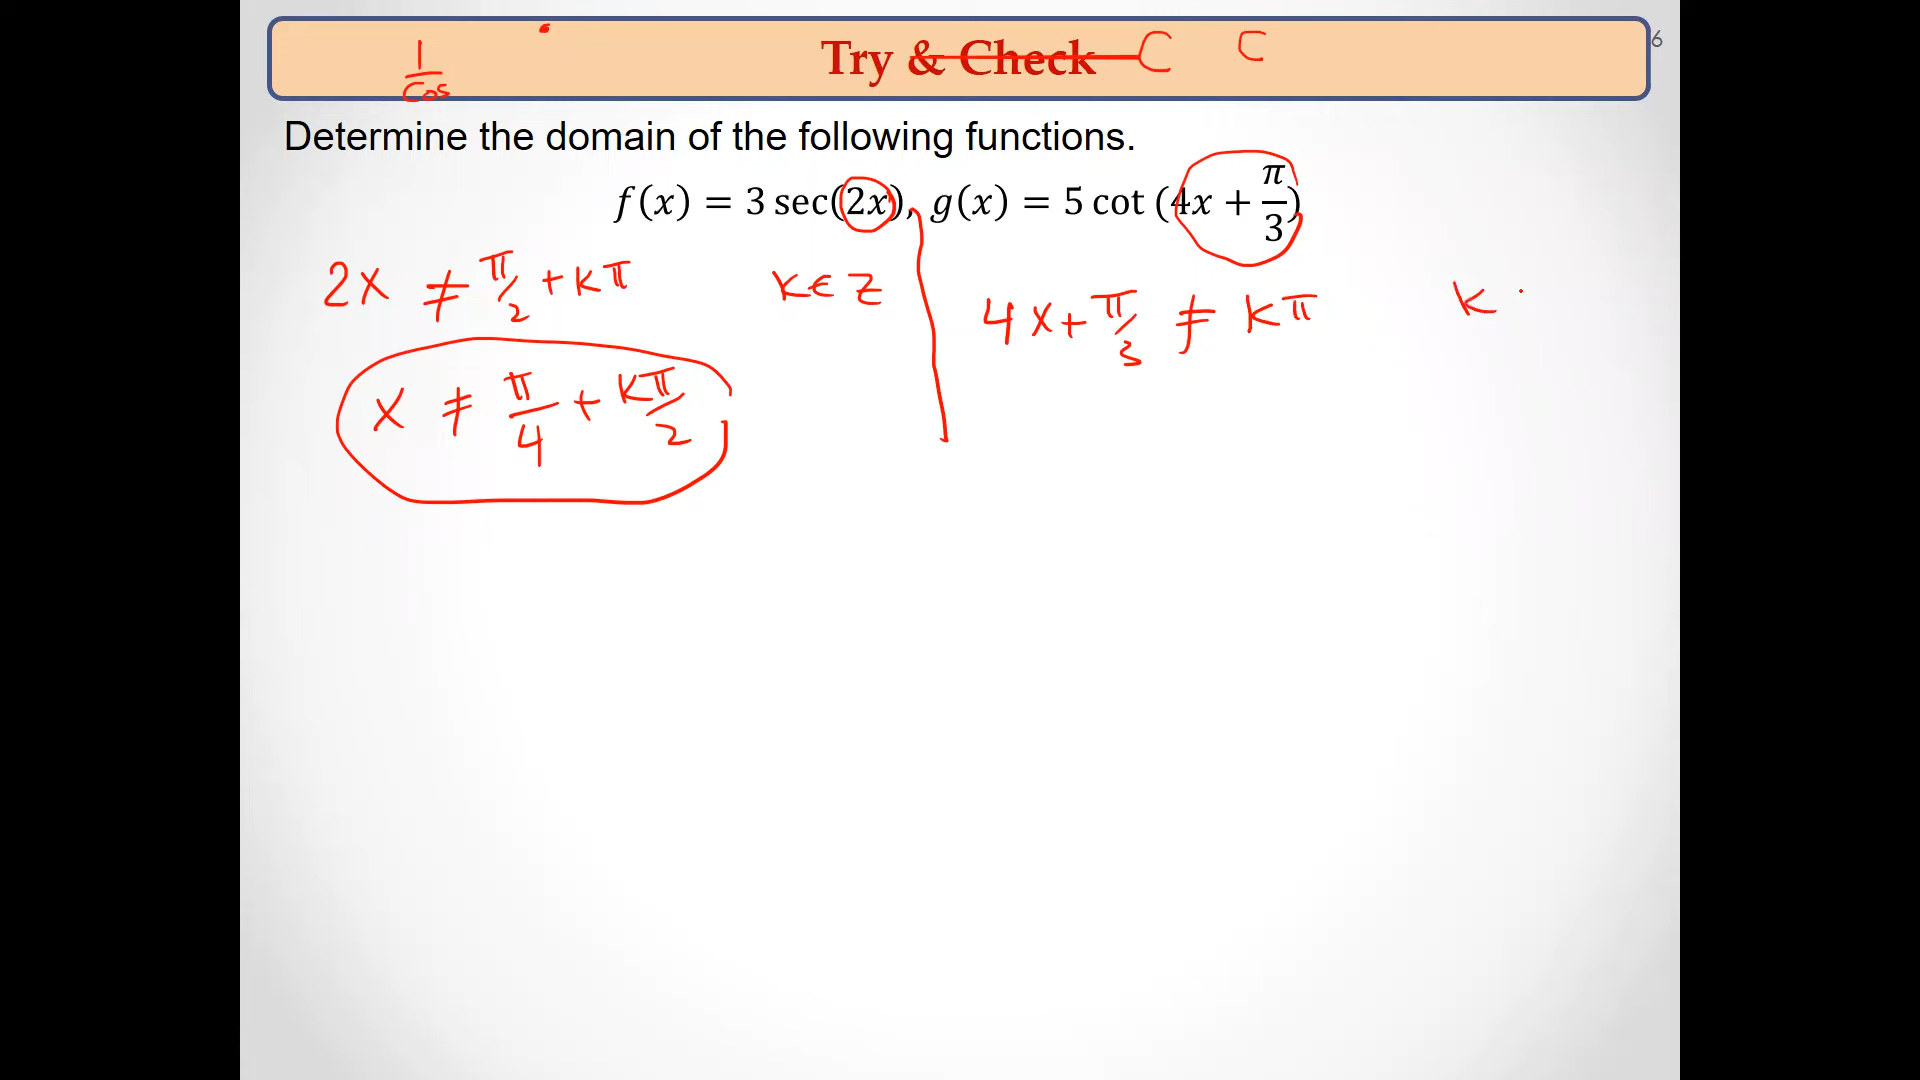 Try & Check C C
6
1/cos
Determine the domain of the following functions.
f(x) = 3 sec(2x), g(x) = 5 cot (4x + π/3)
2x ≠ π/2 + kπ k ∈ Z
x ≠ π/4 + kπ/2
4x + π/3 ≠ kπ k